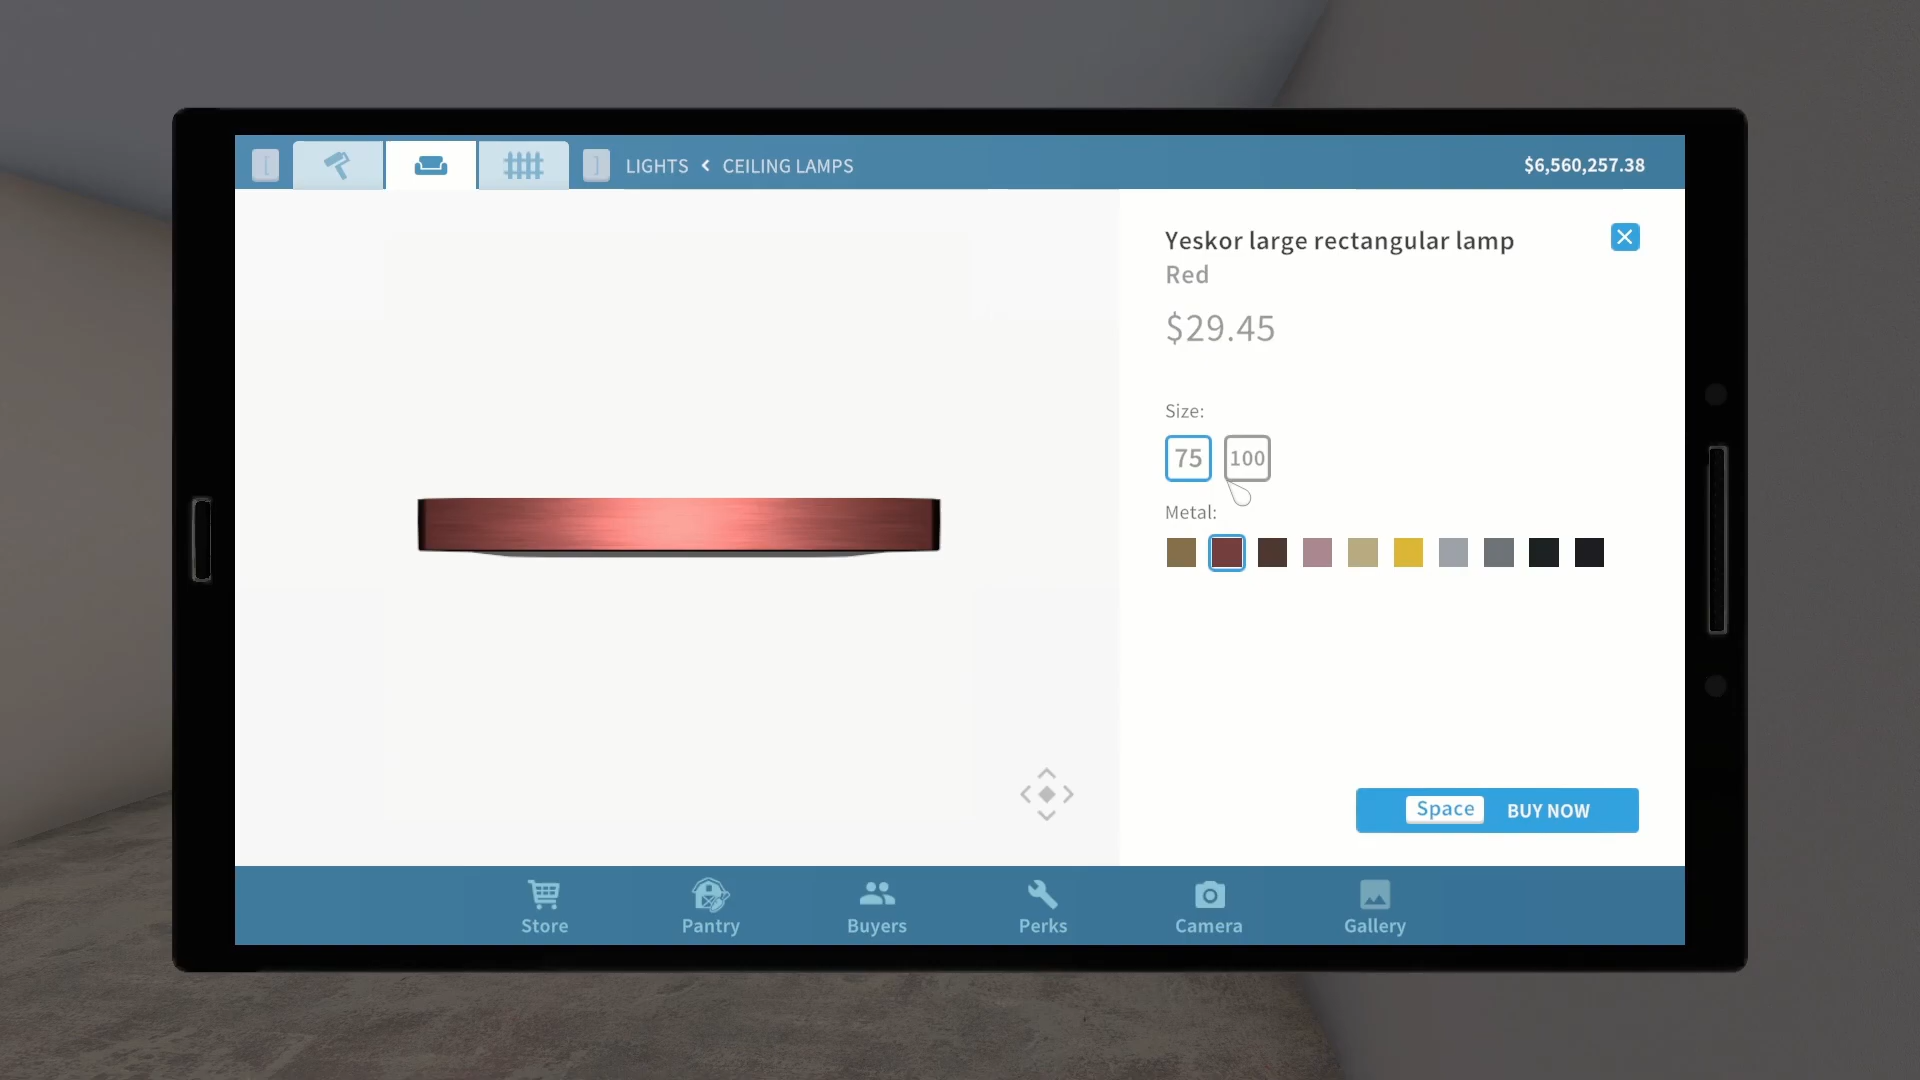 [ ] LIGHTS < CEILING LAMPS $6,560,257.38
Yeskor large rectangular lamp
Red
$29.45
Size:
75 100
Metal:
Space BUY NOW
Store Pantry Buyers Perks Camera Gallery